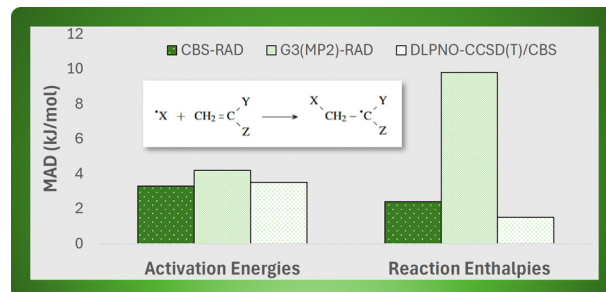 12
10
8
6
4
2
0
MAD (kJ/mol)
CBS-RAD G3(MP2)-RAD DLPNO-CCSD(T)/CBS
•X + CH₂=C Y Z → X CH₂–•C Y Z
Activation Energies Reaction Enthalpies